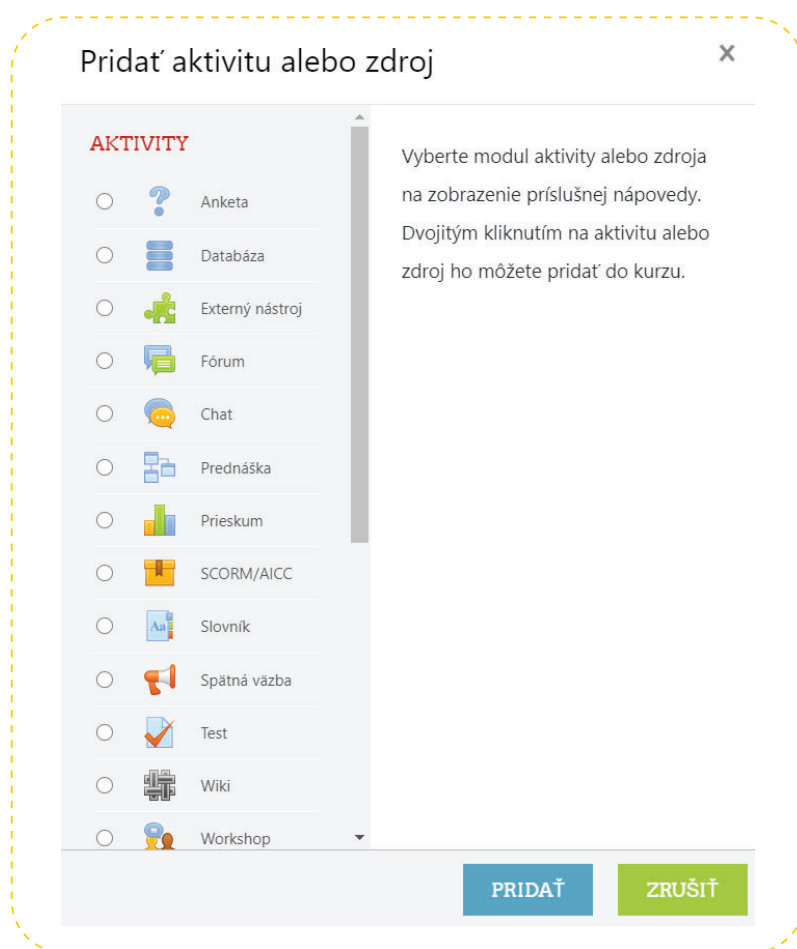 Pridať aktivitu alebo zdroj
×
AKTIVITY
Anketa
Databáza
Externý nástroj
Fórum
Chat
Prednáška
Prieskum
SCORM/AICC
Aa
Slovník
Spätná väzba
Test
Wiki
Workshop
Vyberte modul aktivity alebo zdroja
na zobrazenie príslušnej nápovedy.
Dvojitým kliknutím na aktivitu alebo
zdroj ho môžete pridať do kurzu.
PRIDAŤ
ZRUŠIŤ